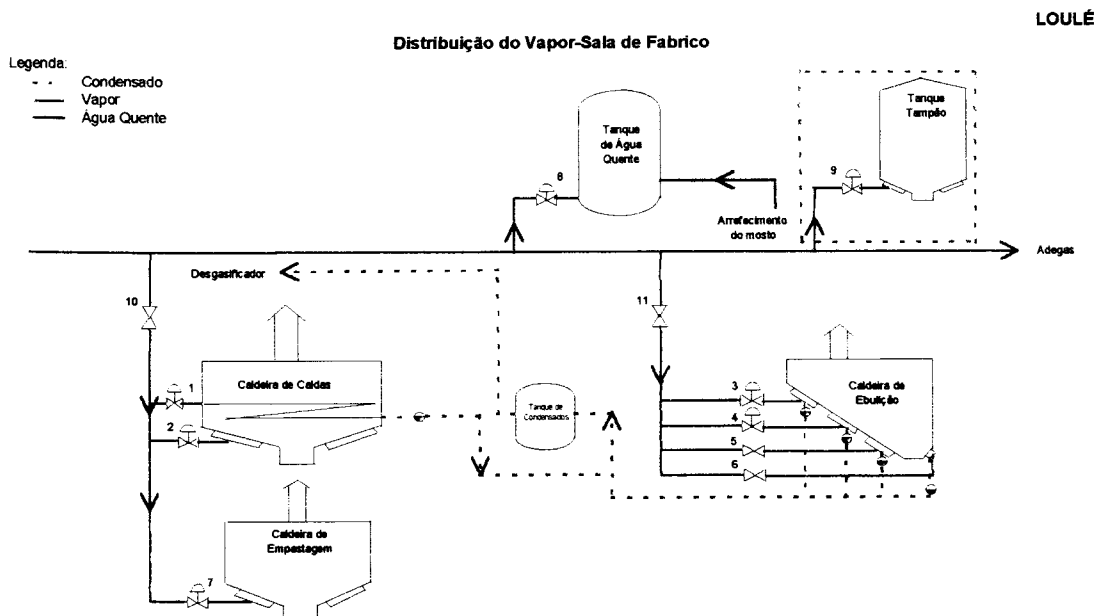 LOULÉ
Distribuição do Vapor-Sala de Fabrico
Legenda:
Condensado
Vapor
Água Quente
Tanque
de Água
Quente
8
Arrefecimento
do mosto
Tanque
Tampão
9
Adegas
Desgasificador
10
11
1
Caldeira de Caldas
2
Tanque de
Condensados
3
4
5
6
Caldeira de
Ebulição
Caldeira de
Empastagem
7